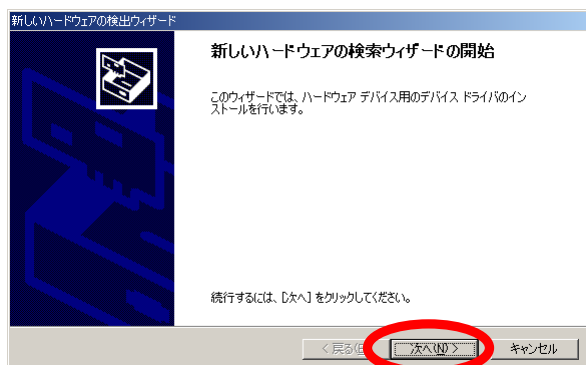 新しいハードウェアの検出ウィザード
新しいハードウェアの検索ウィザードの開始
このウィザードでは、ハードウェア デバイス用のデバイス ドライバのイン
ストールを行います。
続行するには、[次へ] をクリックしてください。
< 戻る(B 次へ(N) > キャンセル